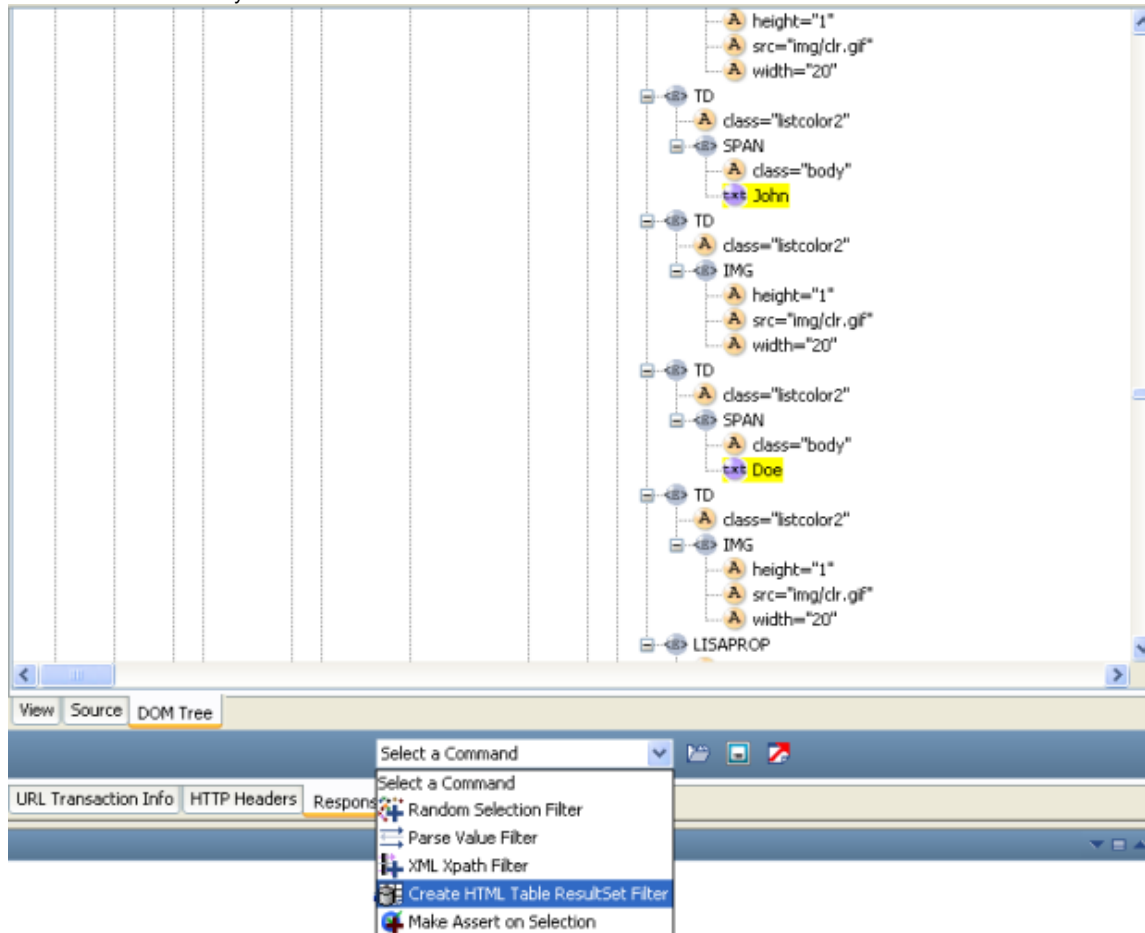 height="1"
src="img/clr.gif"
width="20"
TD
class="listcolor2"
SPAN
class="body"
John
TD
class="listcolor2"
IMG
height="1"
src="img/clr.gif"
width="20"
TD
class="listcolor2"
SPAN
class="body"
Doe
TD
class="listcolor2"
IMG
height="1"
src="img/clr.gif"
width="20"
LISAPROP
View Source DOM Tree
Select a Command
Select a Command
URL Transaction Info HTTP Headers Respons
Random Selection Filter
Parse Value Filter
XML Xpath Filter
Create HTML Table ResultSet Filter
Make Assert on Selection